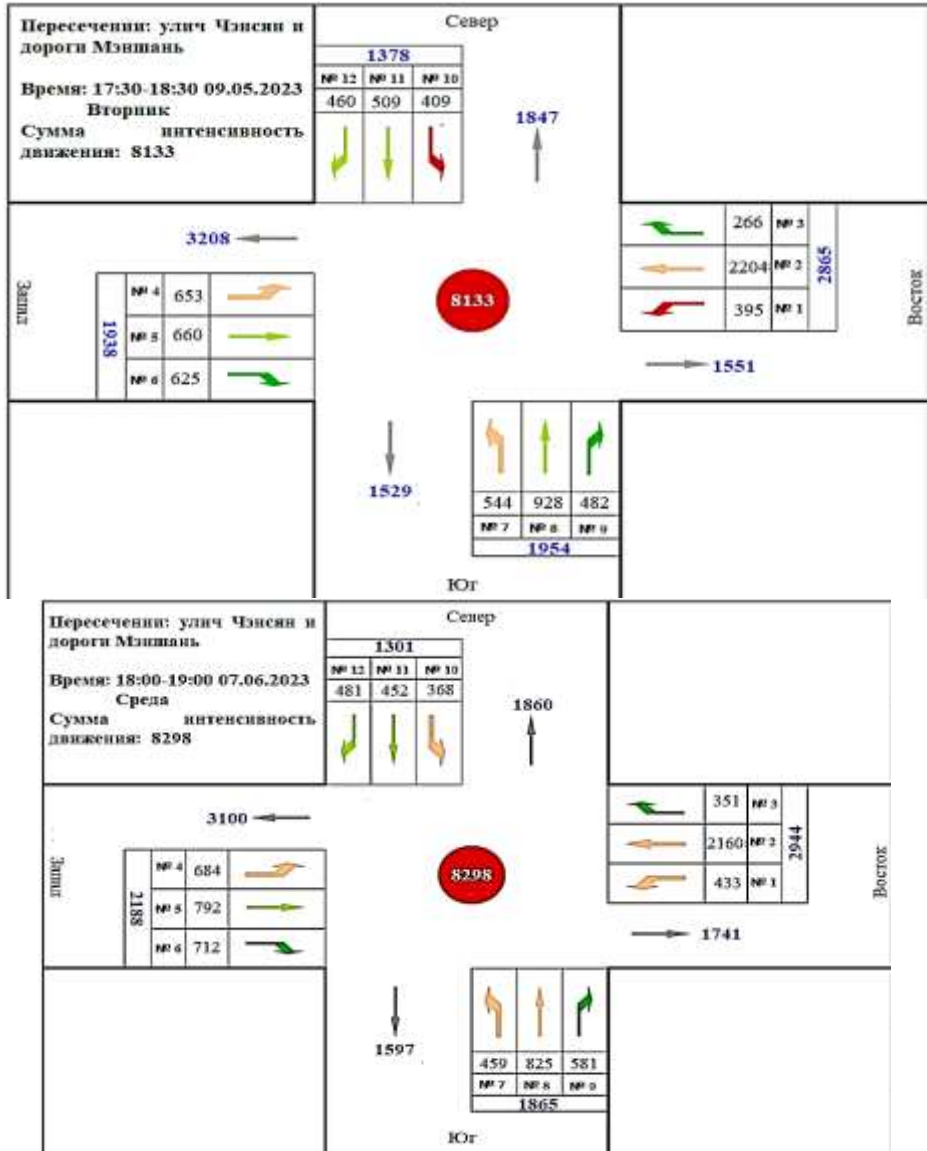 Пересечении: улич Чэнсян и
дороги Мэншань
Время: 17:30-18:30 09.05.2023
Вторник
Сумма интенсивность
движения: 8133
Север
1378
№ 12 № 11 № 10
460 509 409
1847
3208
266 № 3
2204 № 2
395 № 1
2865
Восток
Запад
1938
№ 4 653
№ 5 660
№ 6 625
8133
1551
1529
544 928 482
№ 7 № 8 № 9
1954
Юг
Пересечении: улич Чэнсян и
дороги Мэншань
Время: 18:00-19:00 07.06.2023
Среда
Сумма интенсивность
движения: 8298
Север
1301
№ 12 № 11 № 10
481 452 368
1860
3100
351 № 3
2160 № 2
433 № 1
2944
Восток
Запад
2188
№ 4 684
№ 5 792
№ 6 712
8298
1741
1597
459 825 581
№ 7 № 8 № 9
1865
Юг